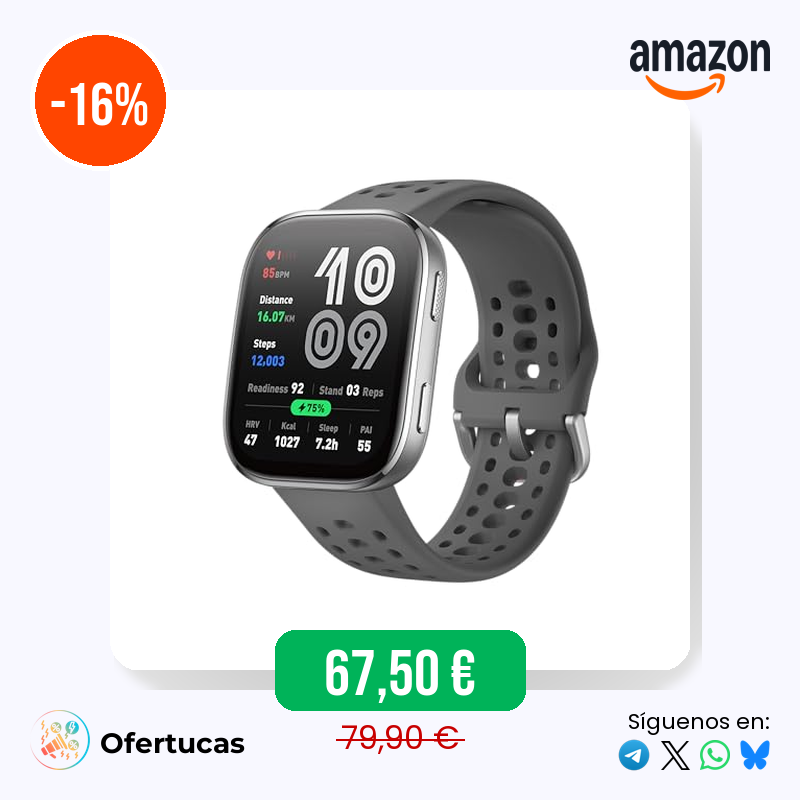 -16%
amazon
85BPM
10
09
Distance
16.07KM
Steps
12,003
Readiness 92 Stand 03 Reps
75%
HRV Kcal Sleep PAI
47 1027 7.2h 55
67,50 €
79,90 €
Ofertucas
Síguenos en: